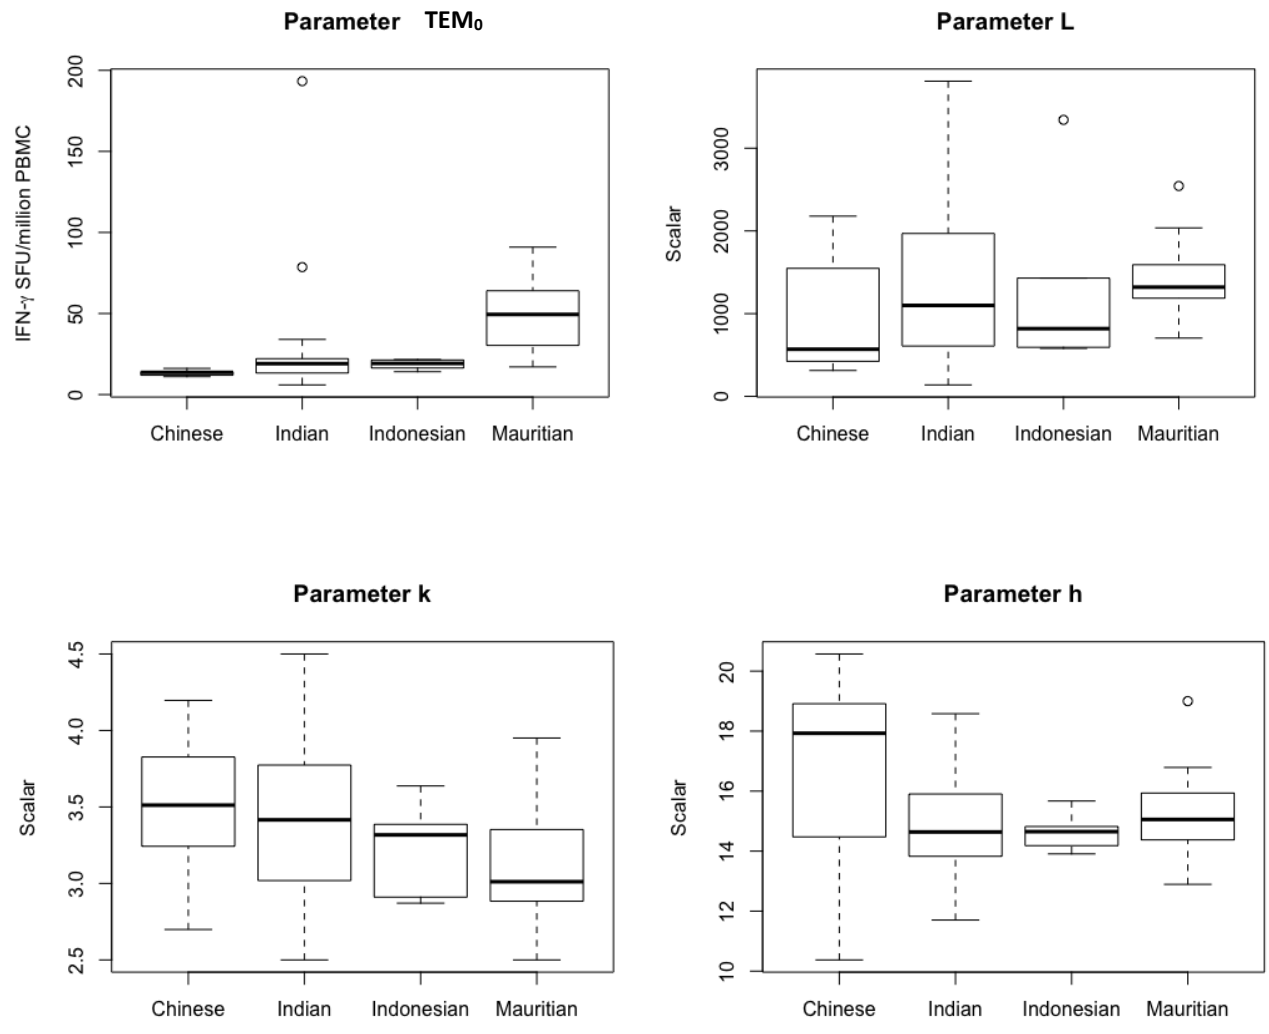 Parameter TEM₀
IFN-γ SFU/million PBMC
200
150
100
50
0
Chinese Indian Indonesian Mauritian
Parameter L
Scalar
3000
2000
1000
0
Chinese Indian Indonesian Mauritian
Parameter k
Scalar
4.5
4.0
3.5
3.0
2.5
Chinese Indian Indonesian Mauritian
Parameter h
Scalar
20
18
16
14
12
10
Chinese Indian Indonesian Mauritian